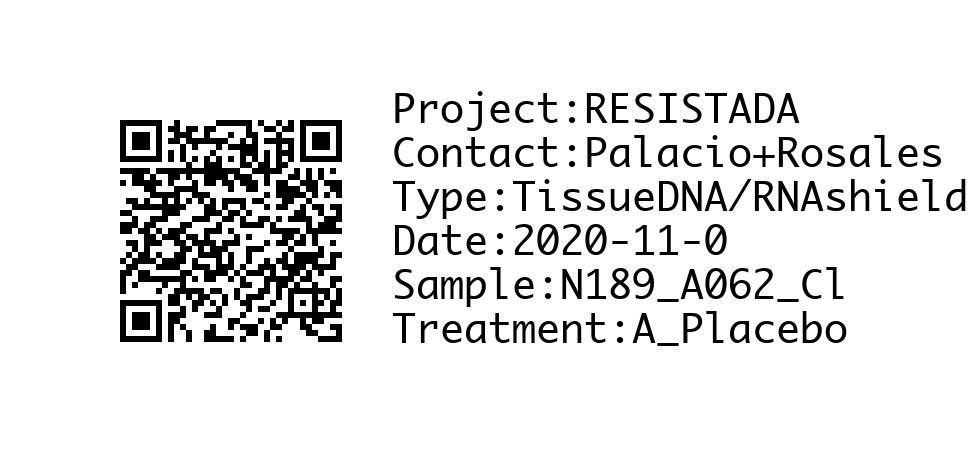 Project:RESISTADA
Contact:Palacio+Rosales
Type:TissueDNA/RNAshield
Date:2020-11-0
Sample:N189_A062_Cl
Treatment:A_Placebo